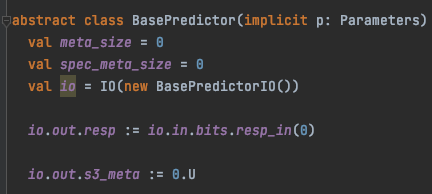 abstract class BasePredictor(implicit p: Parameters)
val meta_size = 0
val spec_meta_size = 0
val io = IO(new BasePredictorIO())
io.out.resp := io.in.bits.resp_in(0)
io.out.s3_meta := 0.U